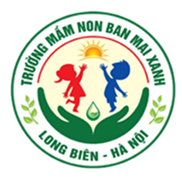 TRƯỜNG MẦM NON BAN MAI XANH
LONG BIÊN - HÀ NỘI